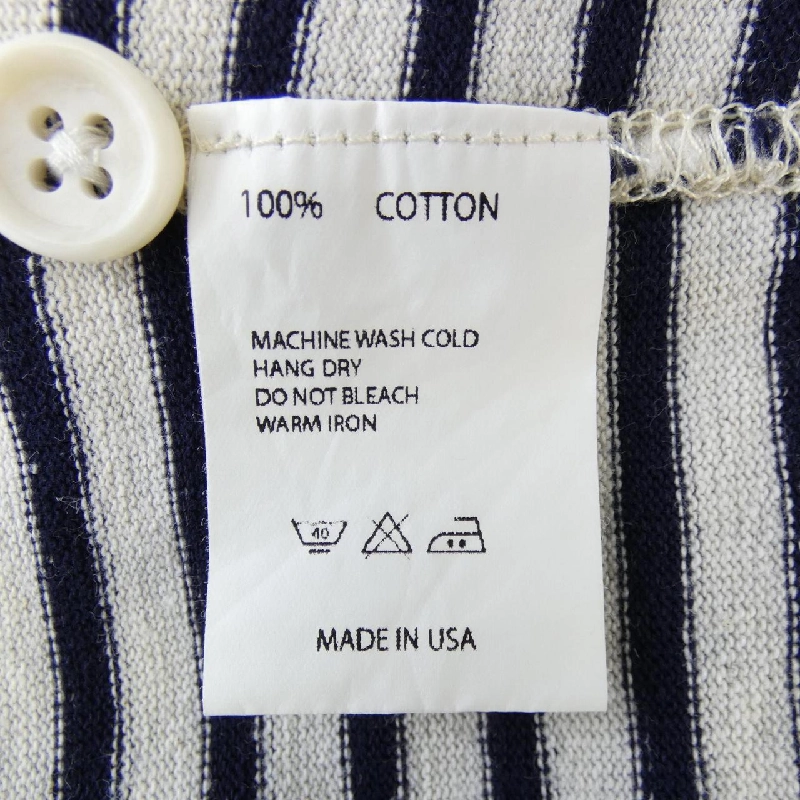 100% COTTON
MACHINE WASH COLD
HANG DRY
DO NOT BLEACH
WARM IRON
40
MADE IN USA